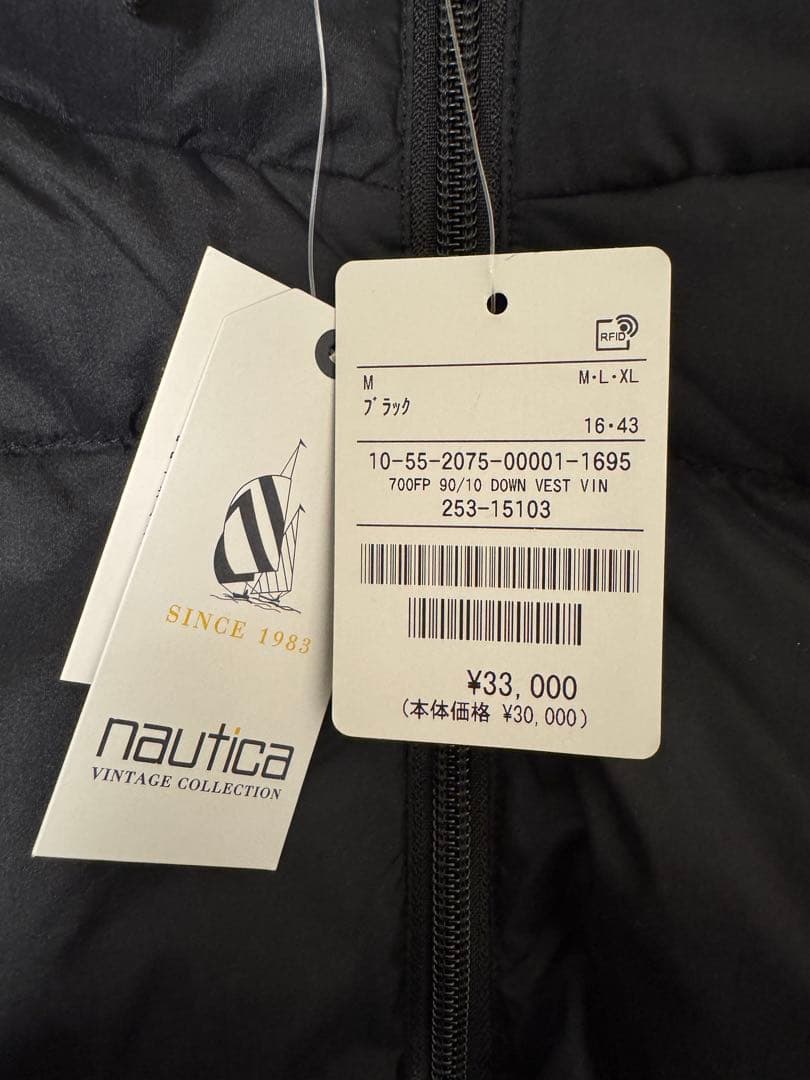 RFID
M
M・L・XL
ﾌﾞﾗｯｸ
16・43
10-55-2075-00001-1695
700FP 90/10 DOWN VEST VIN
253-15103
¥33,000
(本体価格 ¥30,000)
SINCE 1983
nautica
VINTAGE COLLECTION